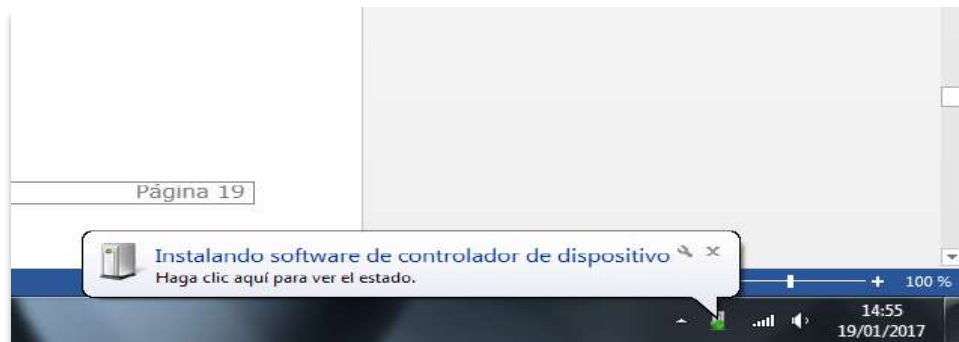 Página 19
Instalando software de controlador de dispositivo
Haga clic aquí para ver el estado.
100 %
14:55
19/01/2017